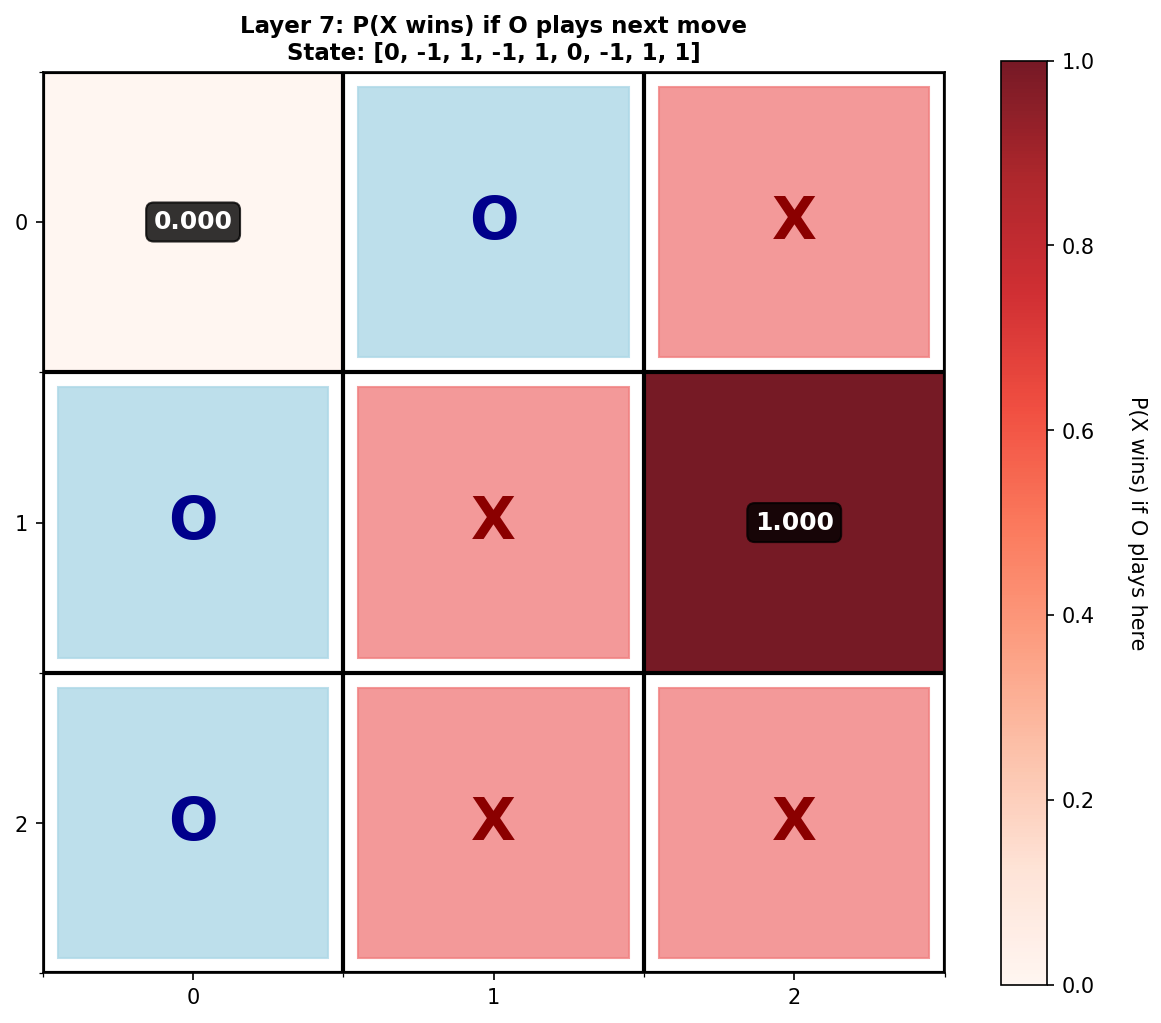 Layer 7: P(X wins) if O plays next move
State: [0, -1, 1, -1, 1, 0, -1, 1, 1]
0
0.000
O
X
1
O
X
1.000
2
O
X
X
0
1
2
1.0
0.8
0.6
0.4
0.2
0.0
P(X wins) if O plays here